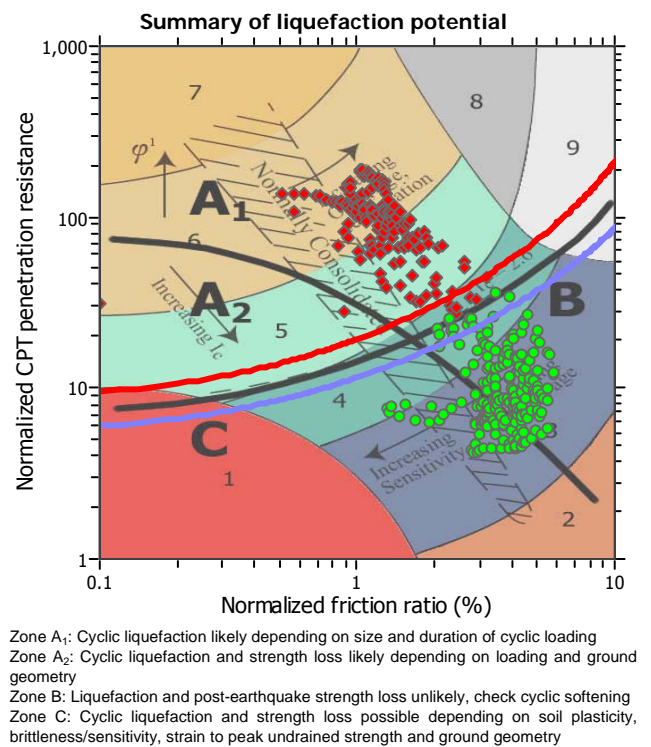 Summary of liquefaction potential
Normalized CPT penetration resistance
1,000
100
10
1
7
8
9
φ¹
A1
6
Normally Consolidated
A2
Increasing Ic
5
B
4
C
Increasing
Sensitivity
1
2
0.1
1
10
Normalized friction ratio (%)
Zone A1: Cyclic liquefaction likely depending on size and duration of cyclic loading
Zone A2: Cyclic liquefaction and strength loss likely depending on loading and ground
geometry
Zone B: Liquefaction and post-earthquake strength loss unlikely, check cyclic softening
Zone C: Cyclic liquefaction and strength loss possible depending on soil plasticity,
brittleness/sensitivity, strain to peak undrained strength and ground geometry